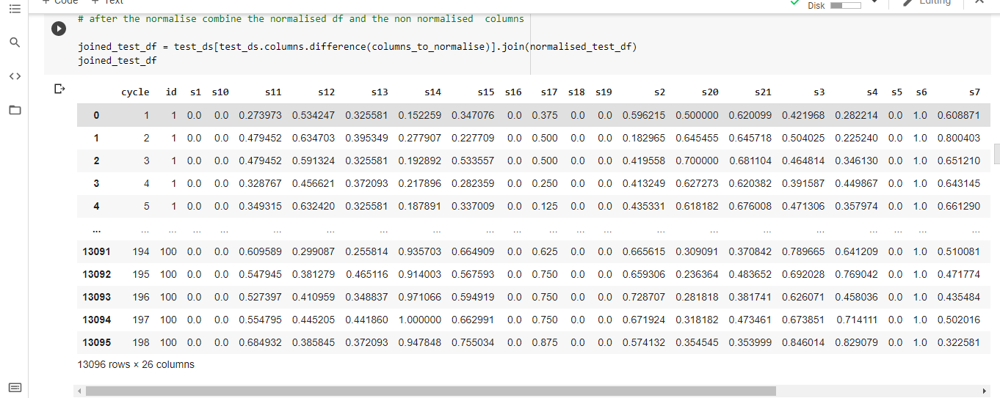 + Code + Text
Disk
Editing
# after the normalise combine the normalised df and the non normalised  columns
joined_test_df = test_ds[test_ds.columns.difference(columns_to_normalise)].join(normalised_test_df)
joined_test_df
cycle id s1 s10 s11 s12 s13 s14 s15 s16 s17 s18 s19 s2 s20 s21 s3 s4 s5 s6 s7
0 1 1 0.0 0.0 0.273973 0.534247 0.325581 0.152259 0.347076 0.0 0.375 0.0 0.0 0.596215 0.500000 0.620099 0.421968 0.282214 0.0 1.0 0.608871
1 2 1 0.0 0.0 0.479452 0.634703 0.395349 0.277907 0.227709 0.0 0.500 0.0 0.0 0.182965 0.645455 0.645718 0.504025 0.225240 0.0 1.0 0.800403
2 3 1 0.0 0.0 0.479452 0.591324 0.325581 0.192892 0.533557 0.0 0.500 0.0 0.0 0.419558 0.700000 0.681104 0.464814 0.346130 0.0 1.0 0.651210
3 4 1 0.0 0.0 0.328767 0.456621 0.372093 0.217896 0.282359 0.0 0.250 0.0 0.0 0.413249 0.627273 0.620382 0.391587 0.449867 0.0 1.0 0.643145
4 5 1 0.0 0.0 0.349315 0.632420 0.325581 0.187891 0.337009 0.0 0.125 0.0 0.0 0.435331 0.618182 0.676008 0.471306 0.357974 0.0 1.0 0.661290
... ... ... ... ... ... ... ... ... ... ... ... ... ... ... ... ... ... ... ... ... ...
13091 194 100 0.0 0.0 0.609589 0.299087 0.255814 0.935703 0.664909 0.0 0.625 0.0 0.0 0.665615 0.309091 0.370842 0.789665 0.641209 0.0 1.0 0.510081
13092 195 100 0.0 0.0 0.547945 0.381279 0.465116 0.914003 0.567593 0.0 0.750 0.0 0.0 0.659306 0.236364 0.483652 0.692028 0.769042 0.0 1.0 0.471774
13093 196 100 0.0 0.0 0.527397 0.410959 0.348837 0.971066 0.594919 0.0 0.750 0.0 0.0 0.728707 0.281818 0.381741 0.626071 0.458036 0.0 1.0 0.435484
13094 197 100 0.0 0.0 0.554795 0.445205 0.441860 1.000000 0.662991 0.0 0.750 0.0 0.0 0.671924 0.318182 0.473461 0.673851 0.714111 0.0 1.0 0.502016
13095 198 100 0.0 0.0 0.684932 0.385845 0.372093 0.947848 0.755034 0.0 0.875 0.0 0.0 0.574132 0.354545 0.353999 0.846014 0.829079 0.0 1.0 0.322581
13096 rows × 26 columns